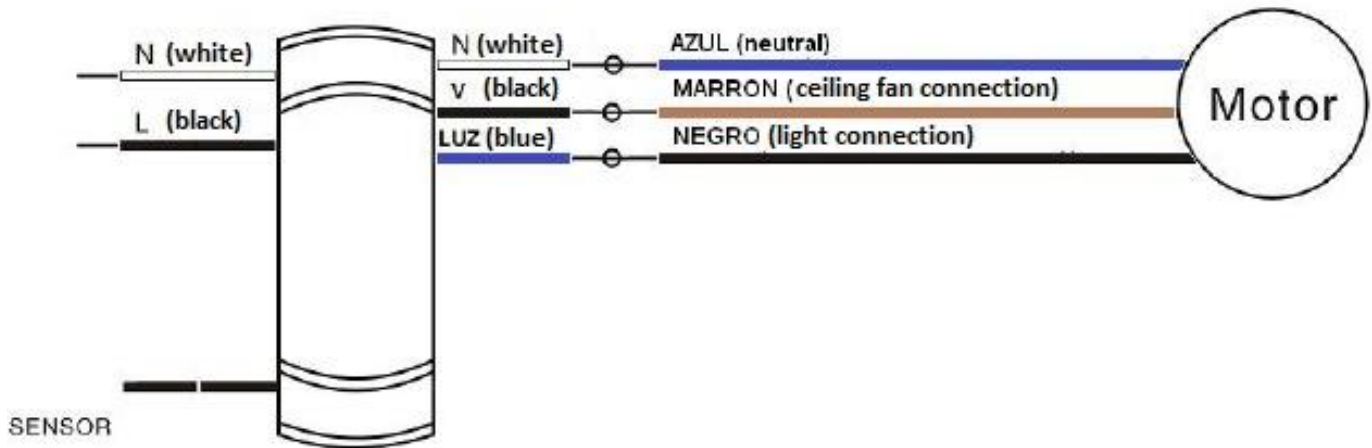 N (white)
L (black)
N (white)
V (black)
LUZ (blue)
AZUL (neutral)
MARRON (ceiling fan connection)
NEGRO (light connection)
Motor
SENSOR